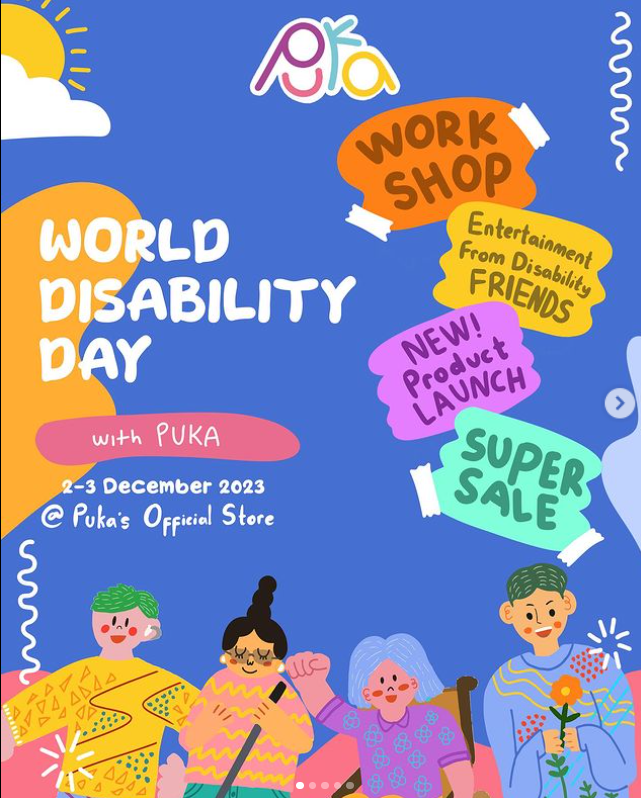 Puka
WORK
SHOP
Entertainment
From Disability
FRIENDS
NEW!
Product
LAUNCH
SUPER
SALE
WORLD
DISABILITY
DAY
with PUKA
2-3 December 2023
@ Puka's Official Store